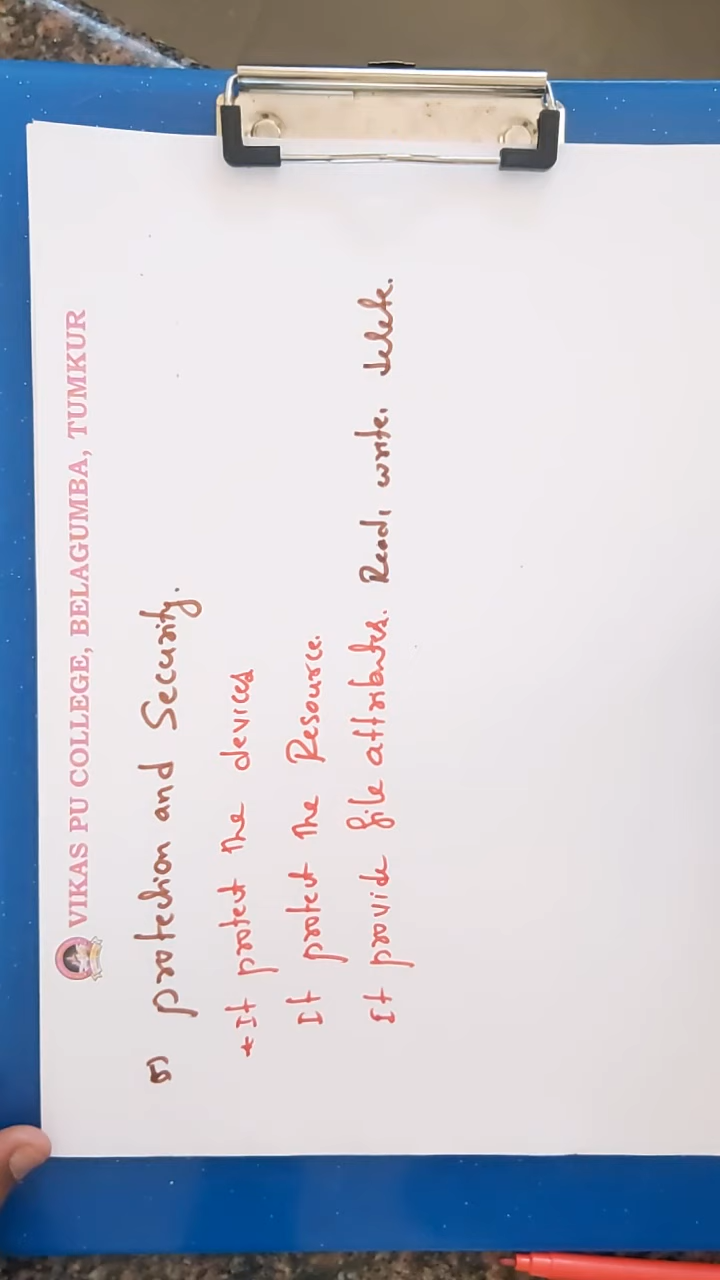 VIKAS PU COLLEGE, BELAGUMBA, TUMKUR
5) protection and Security.
* It protect the devices
It protect the Resource.
It provide file attributes. Read, write, delete.